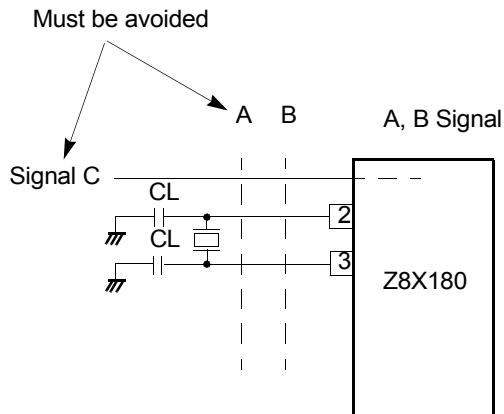 Must be avoided
A B A, B Signal
Signal C
CL
2
CL
3
Z8X180